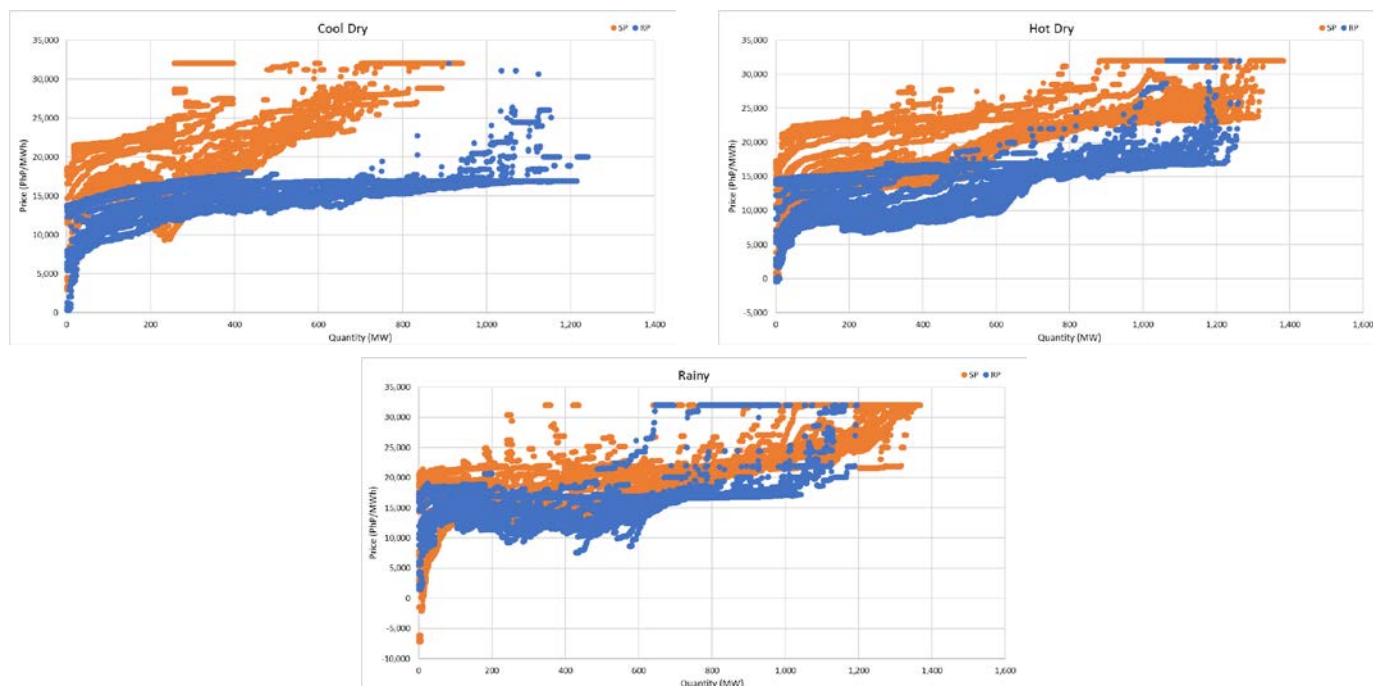 Cool Dry
SP RP
Price (PhP/MWh)
35,000
30,000
25,000
20,000
15,000
10,000
5,000
0
0 200 400 600 800 1,000 1,200 1,400
Quantity (MW)
Hot Dry
SP RP
Price (PhP/MWh)
35,000
30,000
25,000
20,000
15,000
10,000
5,000
0
-5,000
0 200 400 600 800 1,000 1,200 1,400 1,600
Quantity (MW)
Rainy
SP RP
Price (PhP/MWh)
35,000
30,000
25,000
20,000
15,000
10,000
5,000
0
-5,000
-10,000
0 200 400 600 800 1,000 1,200 1,400 1,600
Quantity (MW)